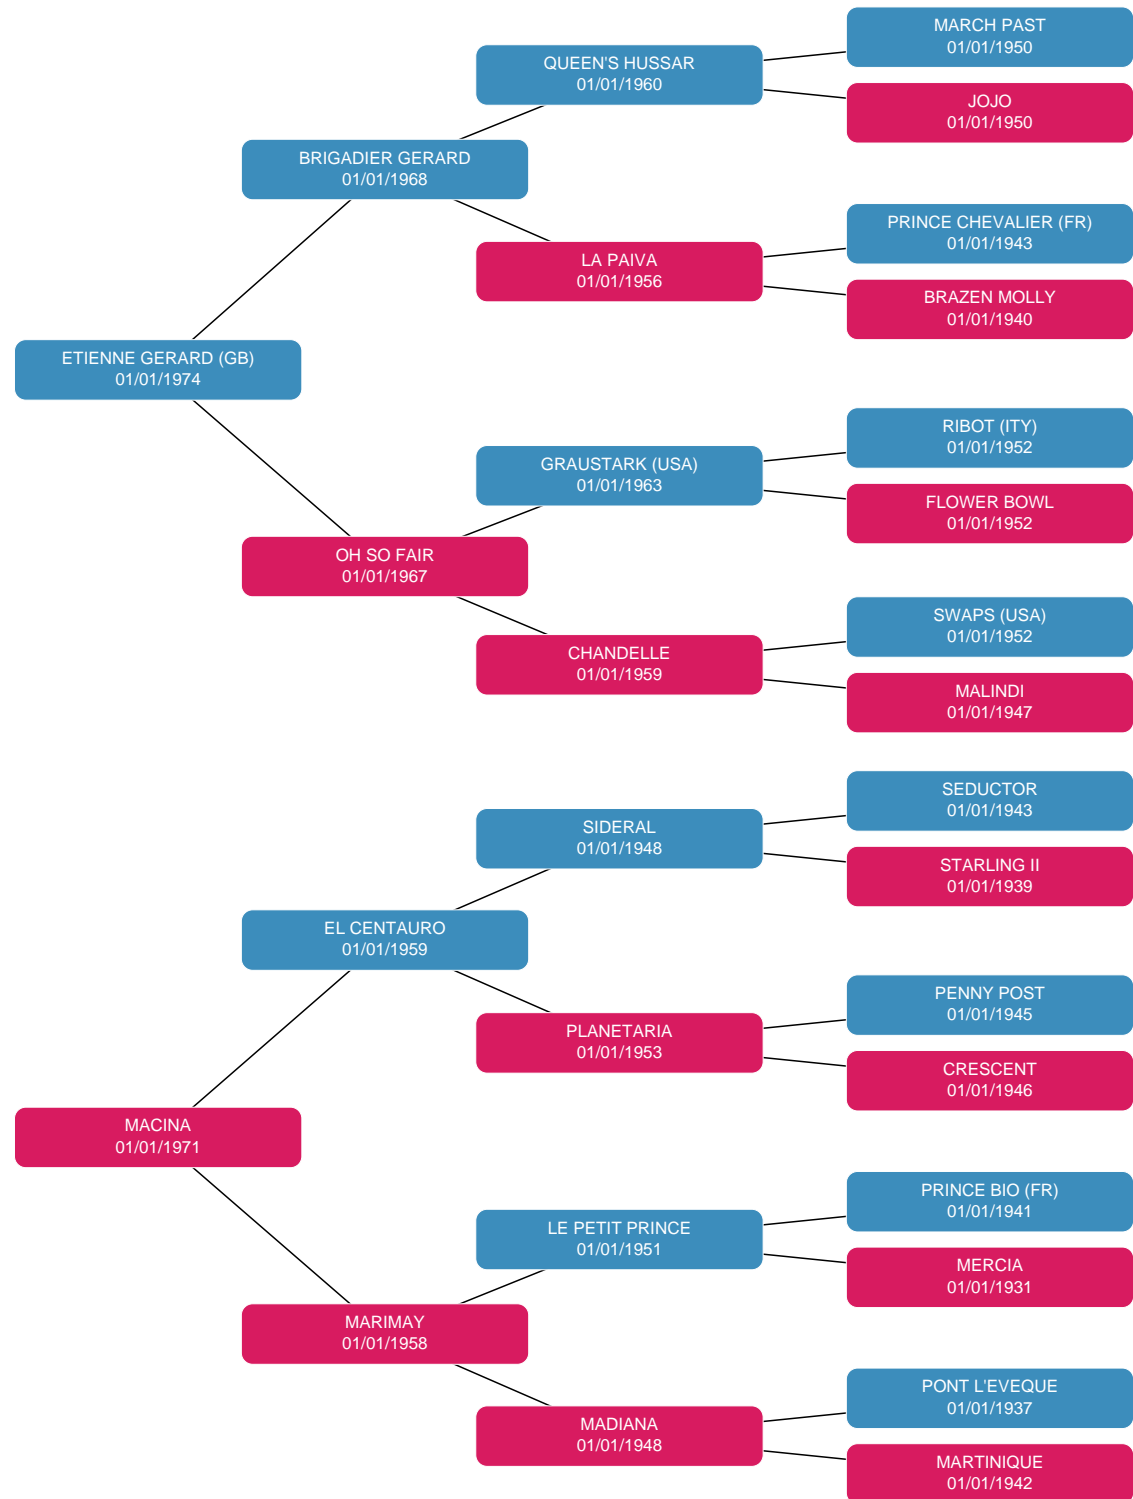 MARCH PAST
01/01/1950
QUEEN'S HUSSAR
01/01/1960
JOJO
01/01/1950
BRIGADIER GERARD
01/01/1968
PRINCE CHEVALIER (FR)
01/01/1943
LA PAIVA
01/01/1956
BRAZEN MOLLY
01/01/1940
ETIENNE GERARD (GB)
01/01/1974
RIBOT (ITY)
01/01/1952
GRAUSTARK (USA)
01/01/1963
FLOWER BOWL
01/01/1952
OH SO FAIR
01/01/1967
SWAPS (USA)
01/01/1952
CHANDELLE
01/01/1959
MALINDI
01/01/1947
SEDUCTOR
01/01/1943
SIDERAL
01/01/1948
STARLING II
01/01/1939
EL CENTAURO
01/01/1959
PENNY POST
01/01/1945
PLANETARIA
01/01/1953
CRESCENT
01/01/1946
MACINA
01/01/1971
PRINCE BIO (FR)
01/01/1941
LE PETIT PRINCE
01/01/1951
MERCIA
01/01/1931
MARIMAY
01/01/1958
PONT L'EVEQUE
01/01/1937
MADIANA
01/01/1948
MARTINIQUE
01/01/1942